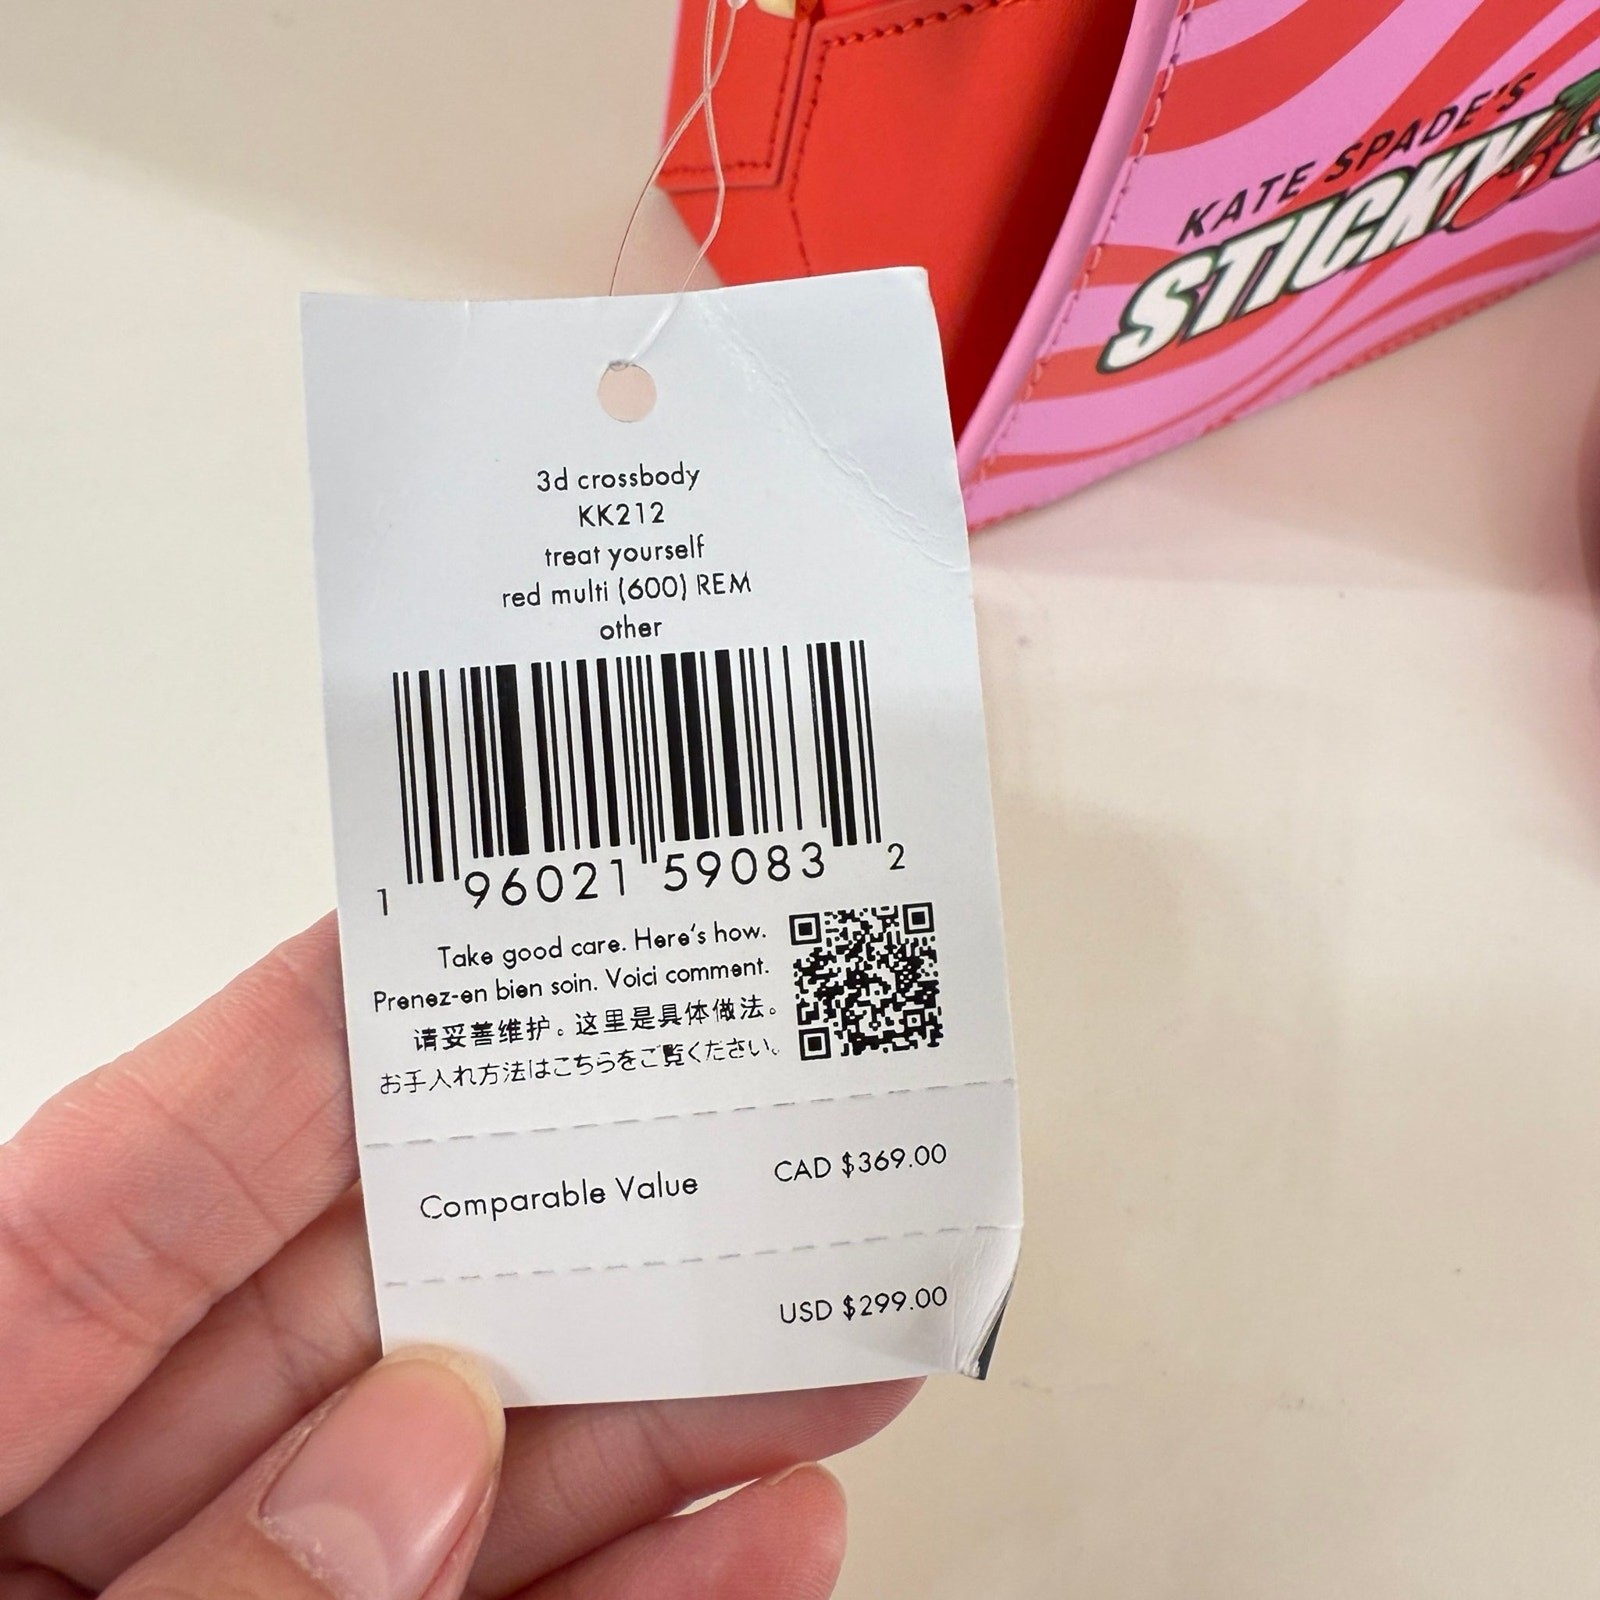 KATE SPADE'S
STICKY
3d crossbody
KK212
treat yourself
red multi (600) REM
other
1 96021 59083 2
Take good care. Here's how.
Prenez-en bien soin. Voici comment.
请妥善维护。这里是具体做法。
お手入れ方法はこちらをご覧ください。
Comparable Value CAD $369.00
USD $299.00